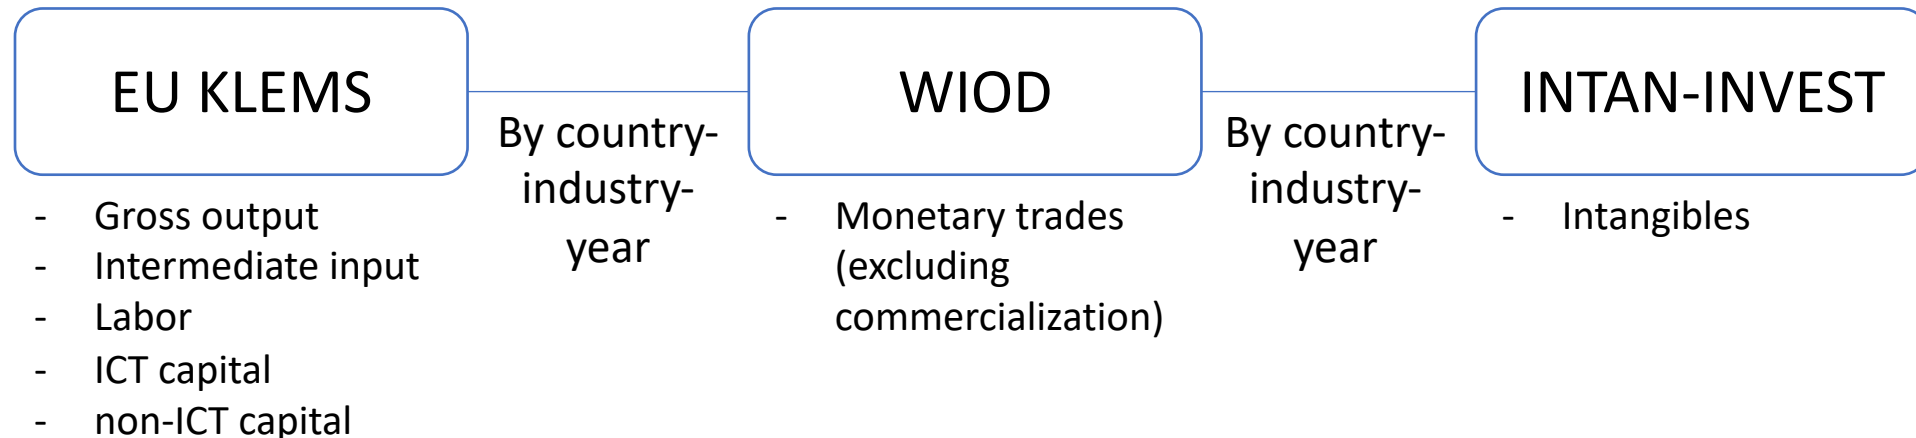 EU KLEMS
WIOD
INTAN-INVEST
By country-
industry-
year
By country-
industry-
year
- Gross output
- Intermediate input
- Labor
- ICT capital
- non-ICT capital
- Monetary trades
(excluding
commercialization)
- Intangibles